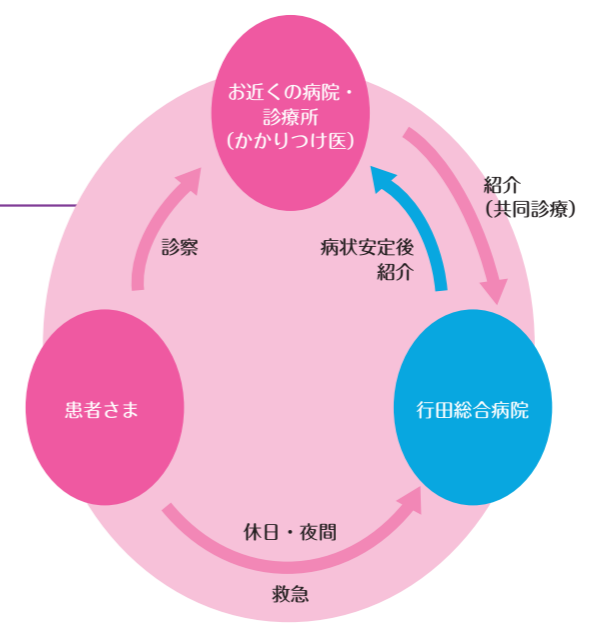 お近くの病院・
診療所
（かかりつけ医）
紹介
（共同診療）
診察
病状安定後
紹介
患者さま
行田総合病院
休日・夜間
救急